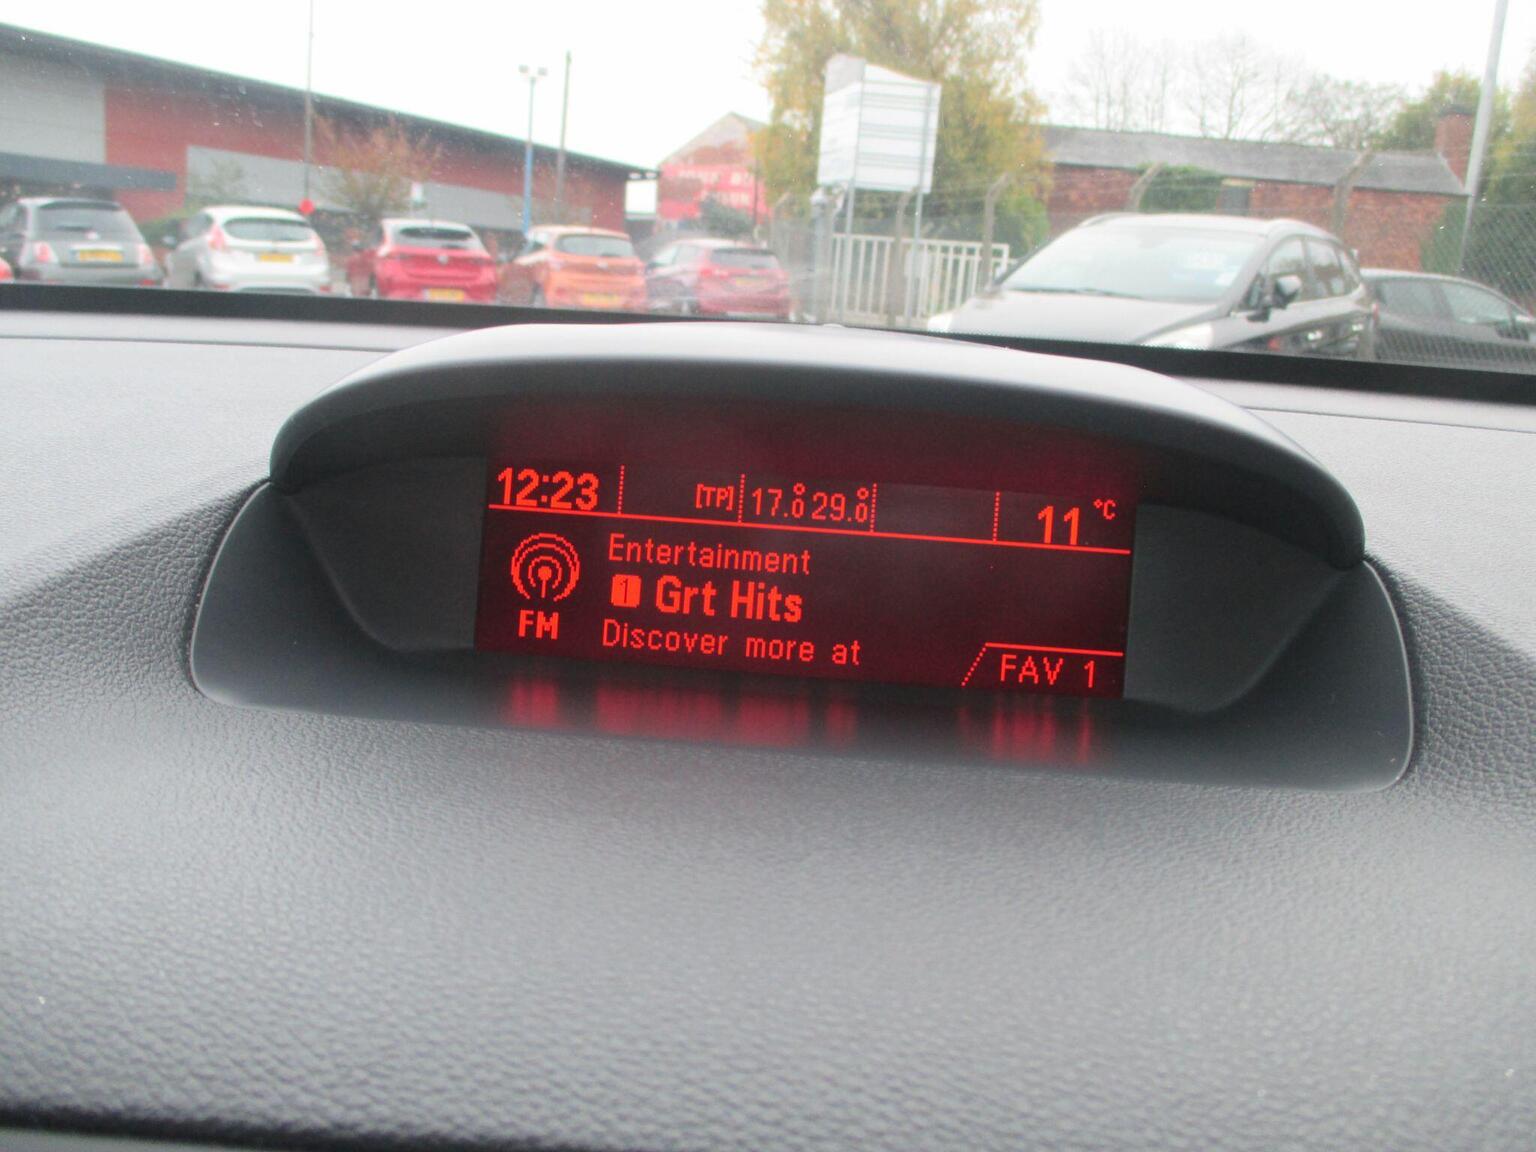 12:23 [TP] 17.0° 29.0° 11 °C
Entertainment
1 Grt Hits
FM
Discover more at
FAV 1